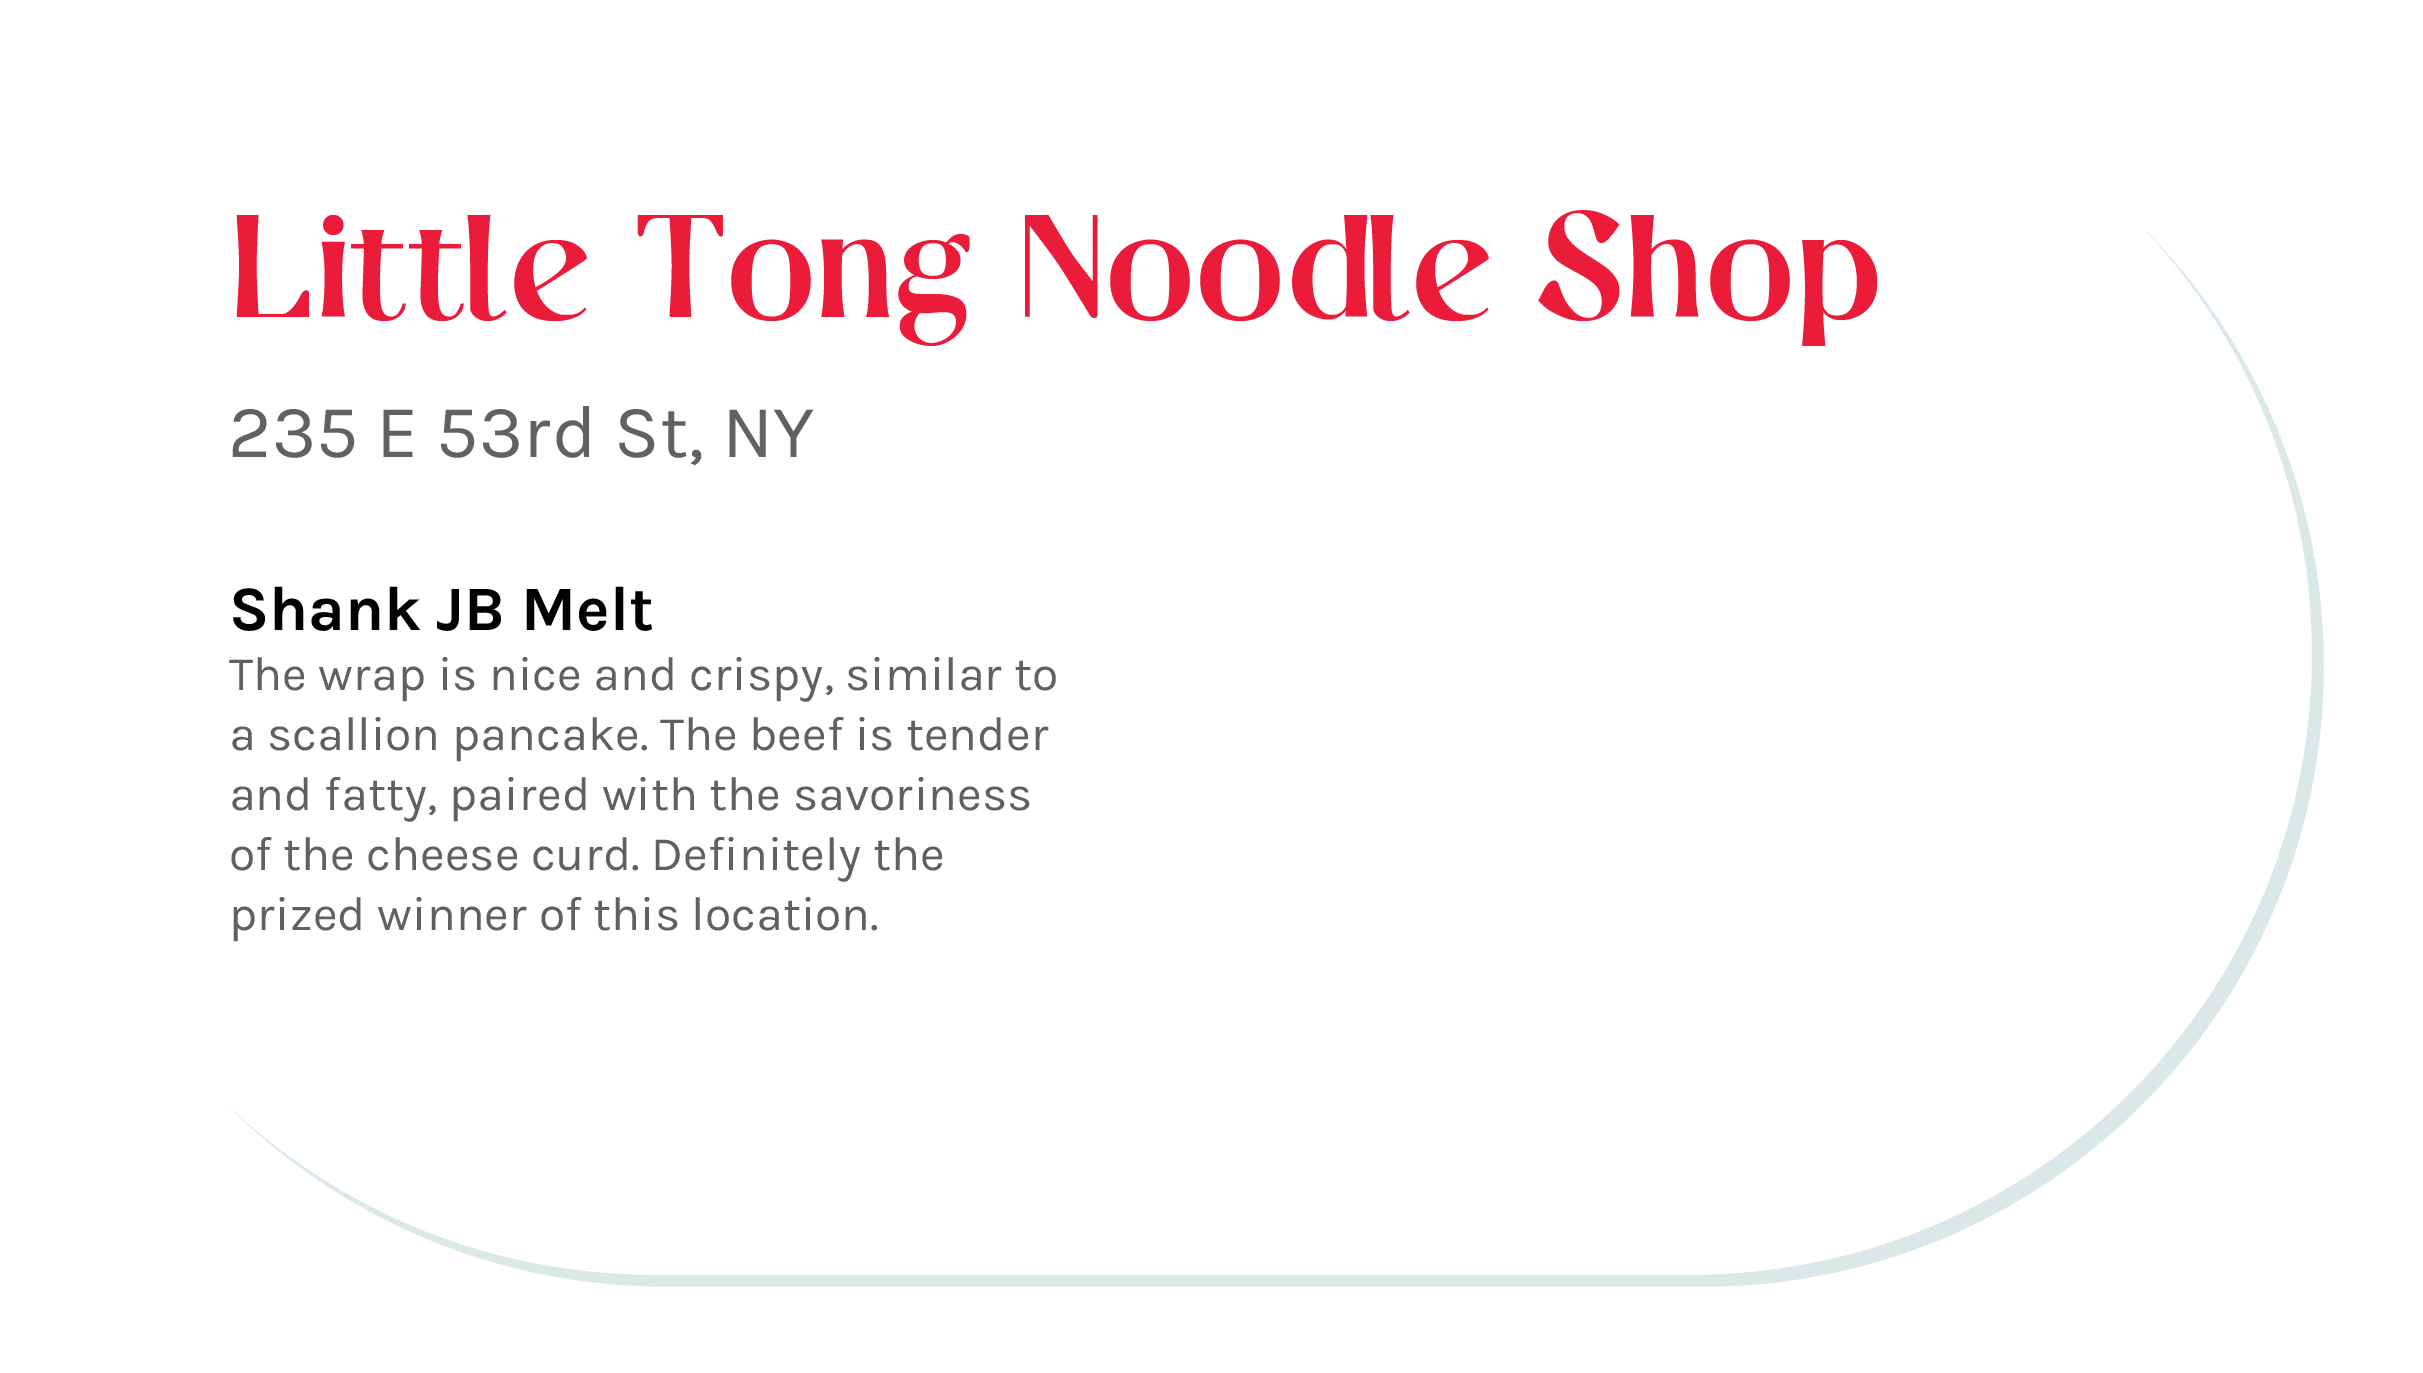 Little Tong Noodle Shop
235 E 53rd St, NY
Shank JB Melt
The wrap is nice and crispy, similar to
a scallion pancake. The beef is tender
and fatty, paired with the savoriness
of the cheese curd. Definitely the
prized winner of this location.